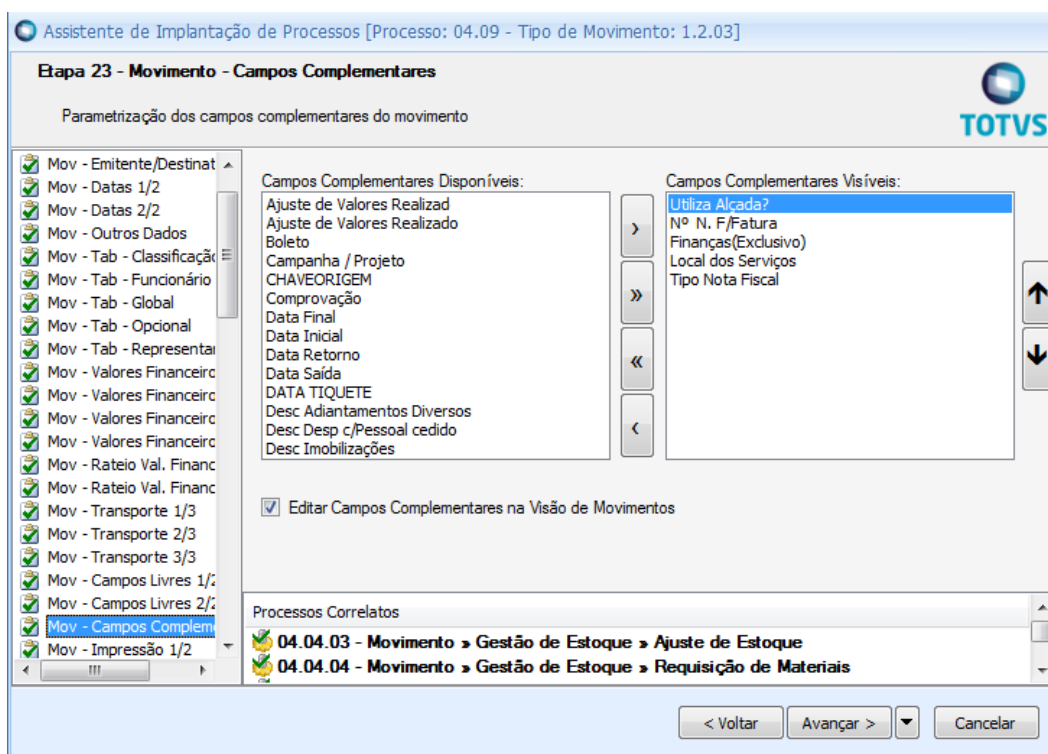 Assistente de Implantação de Processos [Processo: 04.09 - Tipo de Movimento: 1.2.03]
Etapa 23 - Movimento - Campos Complementares
Parametrização dos campos complementares do movimento
TOTVS
Mov - Emitente/Destinat
Mov - Datas 1/2
Mov - Datas 2/2
Mov - Outros Dados
Mov - Tab - Classificaçã
Mov - Tab - Funcionário
Mov - Tab - Global
Mov - Tab - Opcional
Mov - Tab - Representa
Mov - Valores Financeiro
Mov - Valores Financeiro
Mov - Valores Financeiro
Mov - Valores Financeiro
Mov - Rateio Val. Financ
Mov - Rateio Val. Financ
Mov - Transporte 1/3
Mov - Transporte 2/3
Mov - Transporte 3/3
Mov - Campos Livres 1/2
Mov - Campos Livres 2/2
Mov - Campos Complem
Mov - Impressão 1/2
Campos Complementares Disponíveis:
Ajuste de Valores Realizad
Ajuste de Valores Realizado
Boleto
Campanha / Projeto
CHAVEORIGEM
Comprovação
Data Final
Data Inicial
Data Retorno
Data Saída
DATA TIQUETE
Desc Adiantamentos Diversos
Desc Desp c/Pessoal cedido
Desc Imobilizações
Campos Complementares Visíveis:
Utiliza Alçada?
Nº N. F/Fatura
Finanças(Exclusivo)
Local dos Serviços
Tipo Nota Fiscal
Editar Campos Complementares na Visão de Movimentos
Processos Correlatos
04.04.03 - Movimento » Gestão de Estoque » Ajuste de Estoque
04.04.04 - Movimento » Gestão de Estoque » Requisição de Materiais
< Voltar
Avançar >
Cancelar